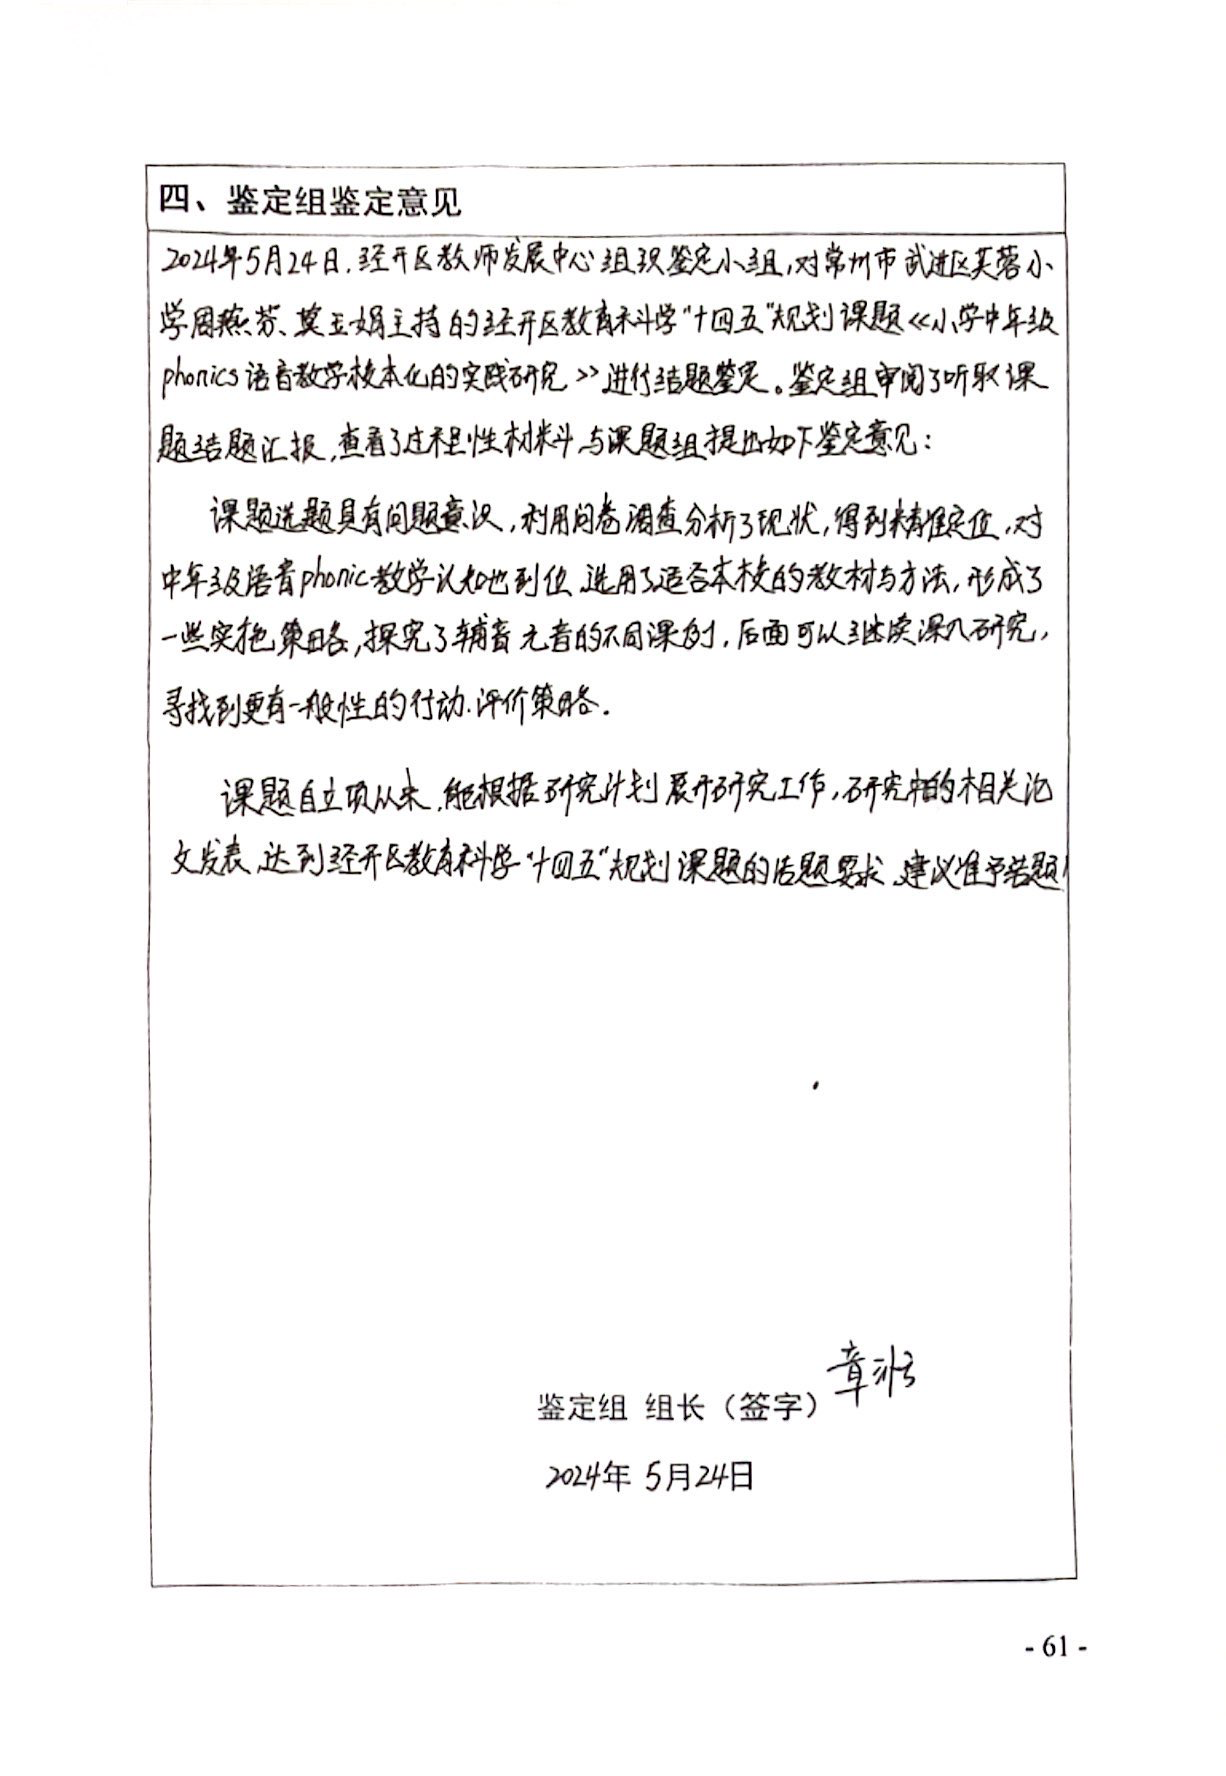 四、鉴定组鉴定意见
2024年5月24日,经开区教师发展中心组织鉴定小组,对常州市武进区芙蓉小
学周燕芬、莫玉娟主持的经开区教育科学“十四五”规划课题《小学中年级
phonics语音教学校本化的实践研究》进行结题鉴定。鉴定组审阅了听取课
题结题汇报,查看了过程性材料,与课题组提出如下鉴定意见:
课题选题具有问题意识,利用问卷调查分析了现状,得到精准定位,对
中年级语音phonic教学认知也到位,选用了适合本校的教材与方法,形成了
一些实施策略,探究了辅音元音的不同课例,后面可以继续深入研究,
寻找到更有一般性的行动、评价策略.
课题自立项以来,能根据研究计划展开研究工作,研究中的相关论
文发表,达到经开区教育科学“十四五”规划课题的结题要求,建议准予结题!
鉴定组 组长(签字)章
2024年 5月24日
- 61 -